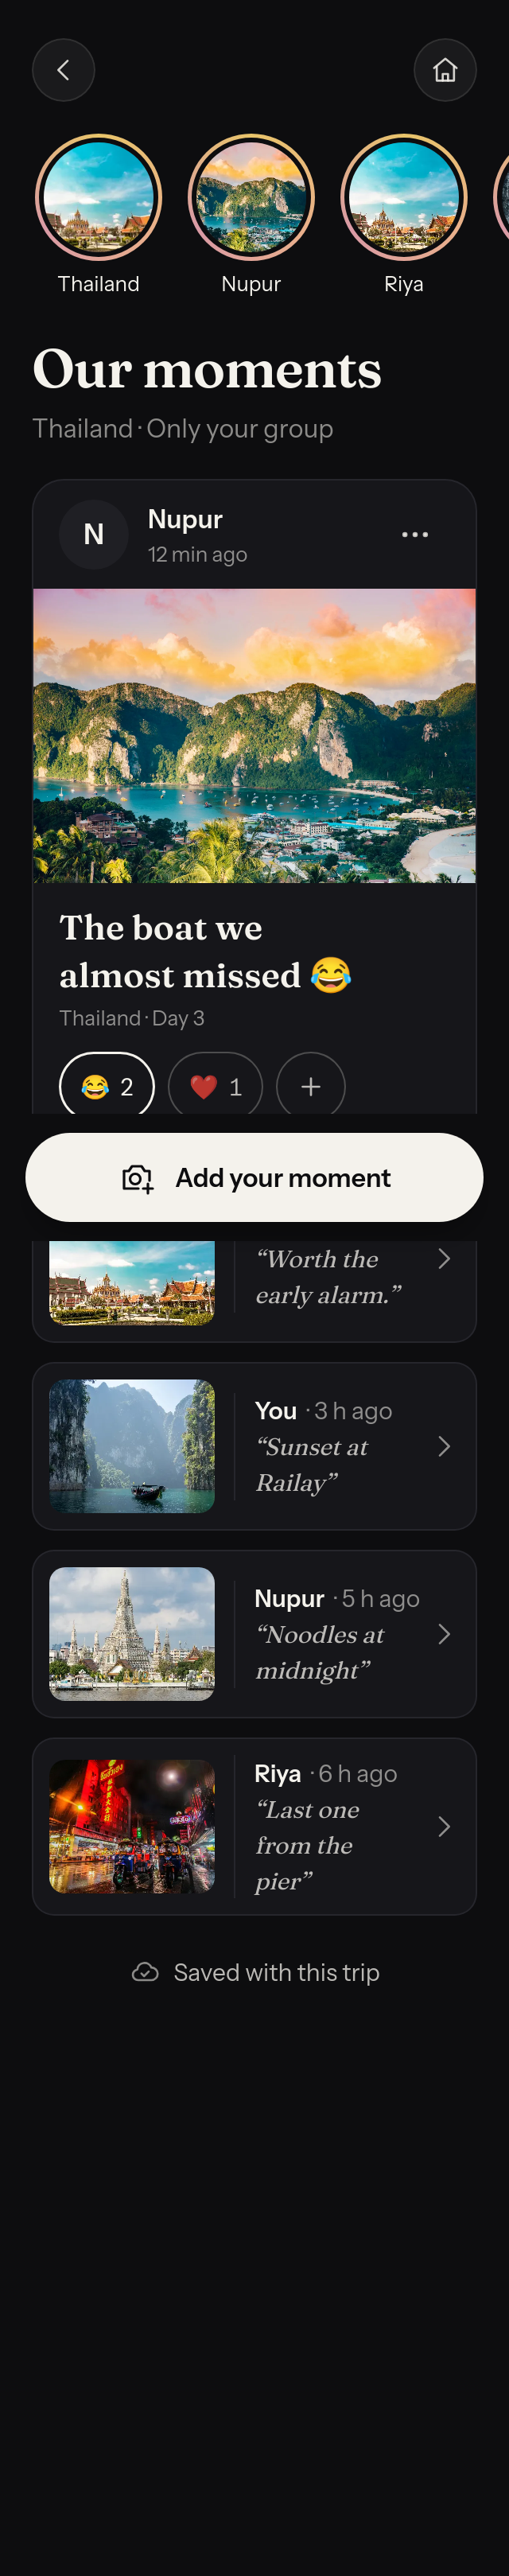 Thailand
Nupur
Riya
Our moments
Thailand · Only your group
N
Nupur
12 min ago
The boat we
almost missed 😂
Thailand · Day 3
😂 2
❤️ 1
Add your moment
“Worth the
early alarm.”
You · 3 h ago
“Sunset at
Railay”
Nupur · 5 h ago
“Noodles at
midnight”
Riya · 6 h ago
“Last one
from the
pier”
Saved with this trip